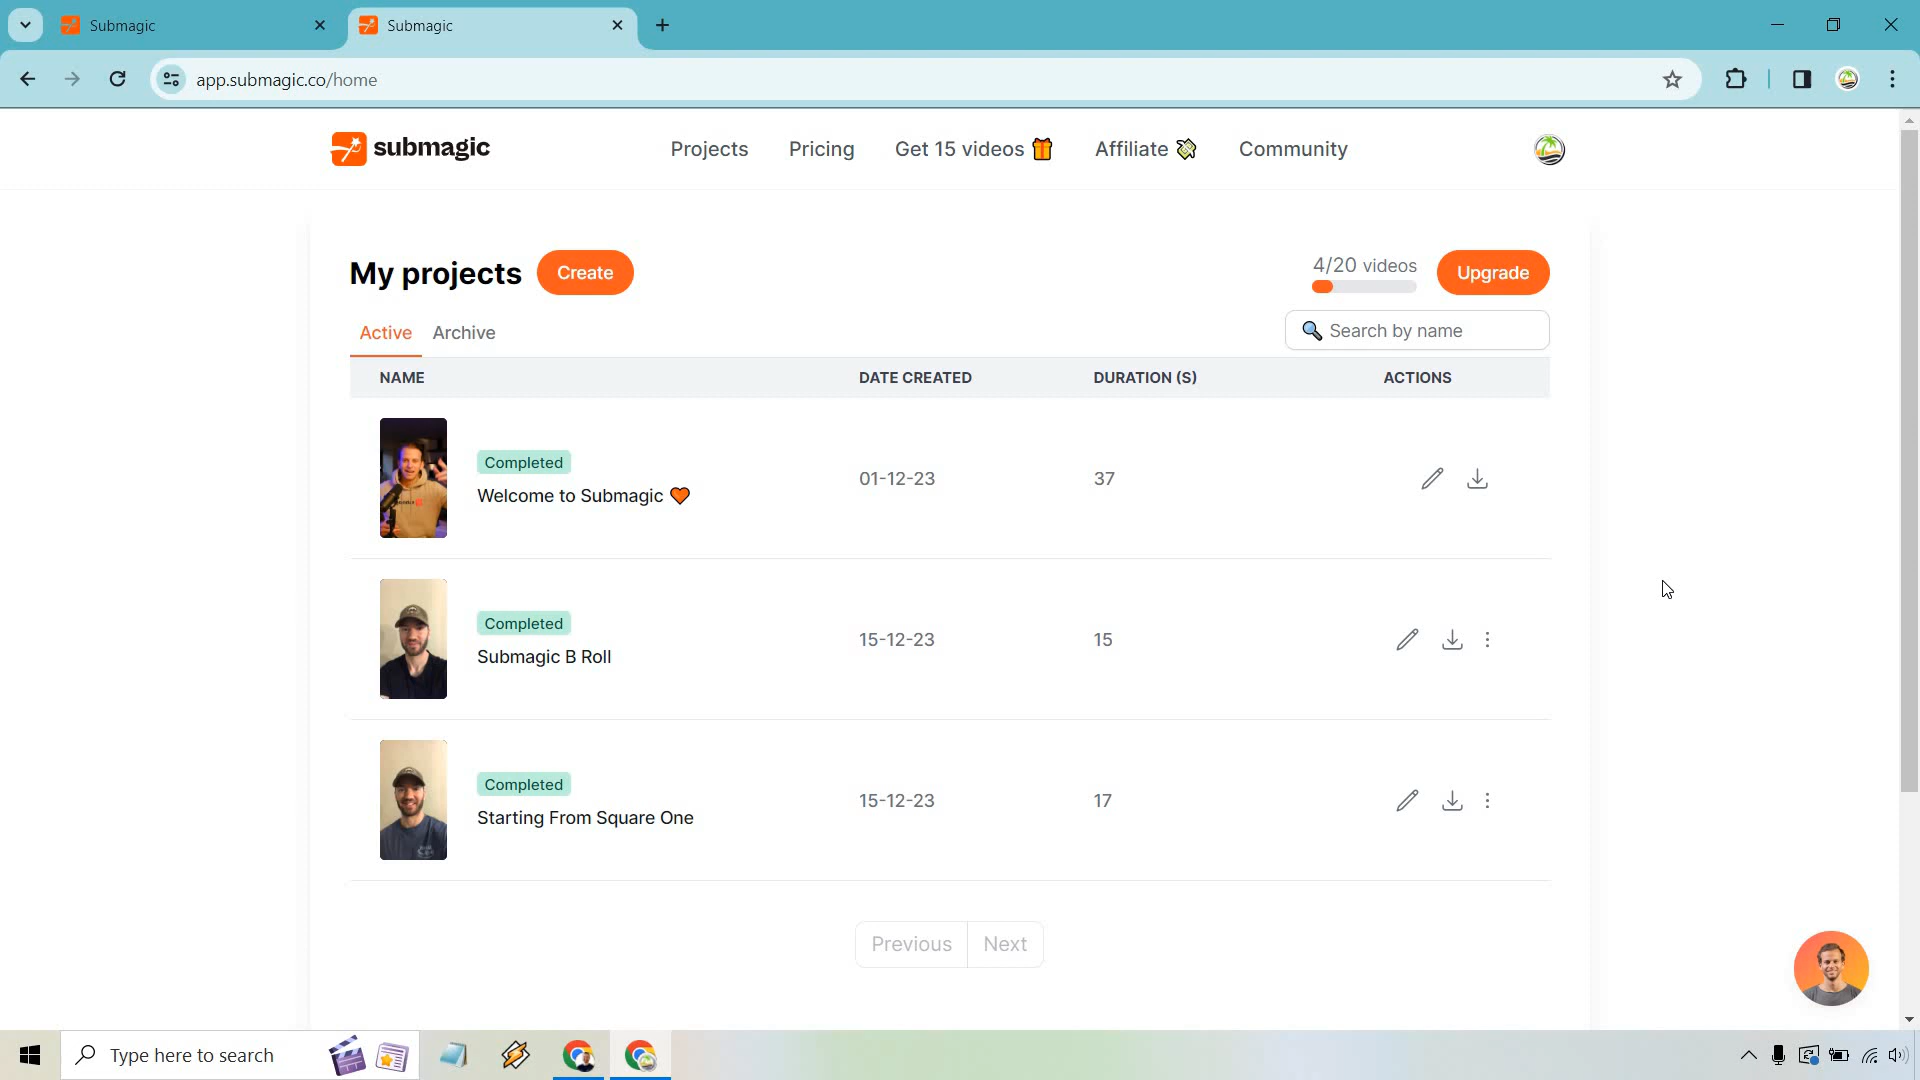 Submagic
Submagic
app.submagic.co/home
submagic
Projects
Pricing
Get 15 videos 🎁
Affiliate 💸
Community
My projects
Create
4/20 videos
Upgrade
Active
Archive
🔍 Search by name
NAME
DATE CREATED
DURATION (S)
ACTIONS
Completed
Welcome to Submagic 🧡
01-12-23
37
Completed
Submagic B Roll
15-12-23
15
Completed
Starting From Square One
15-12-23
17
Previous
Next
Type here to search